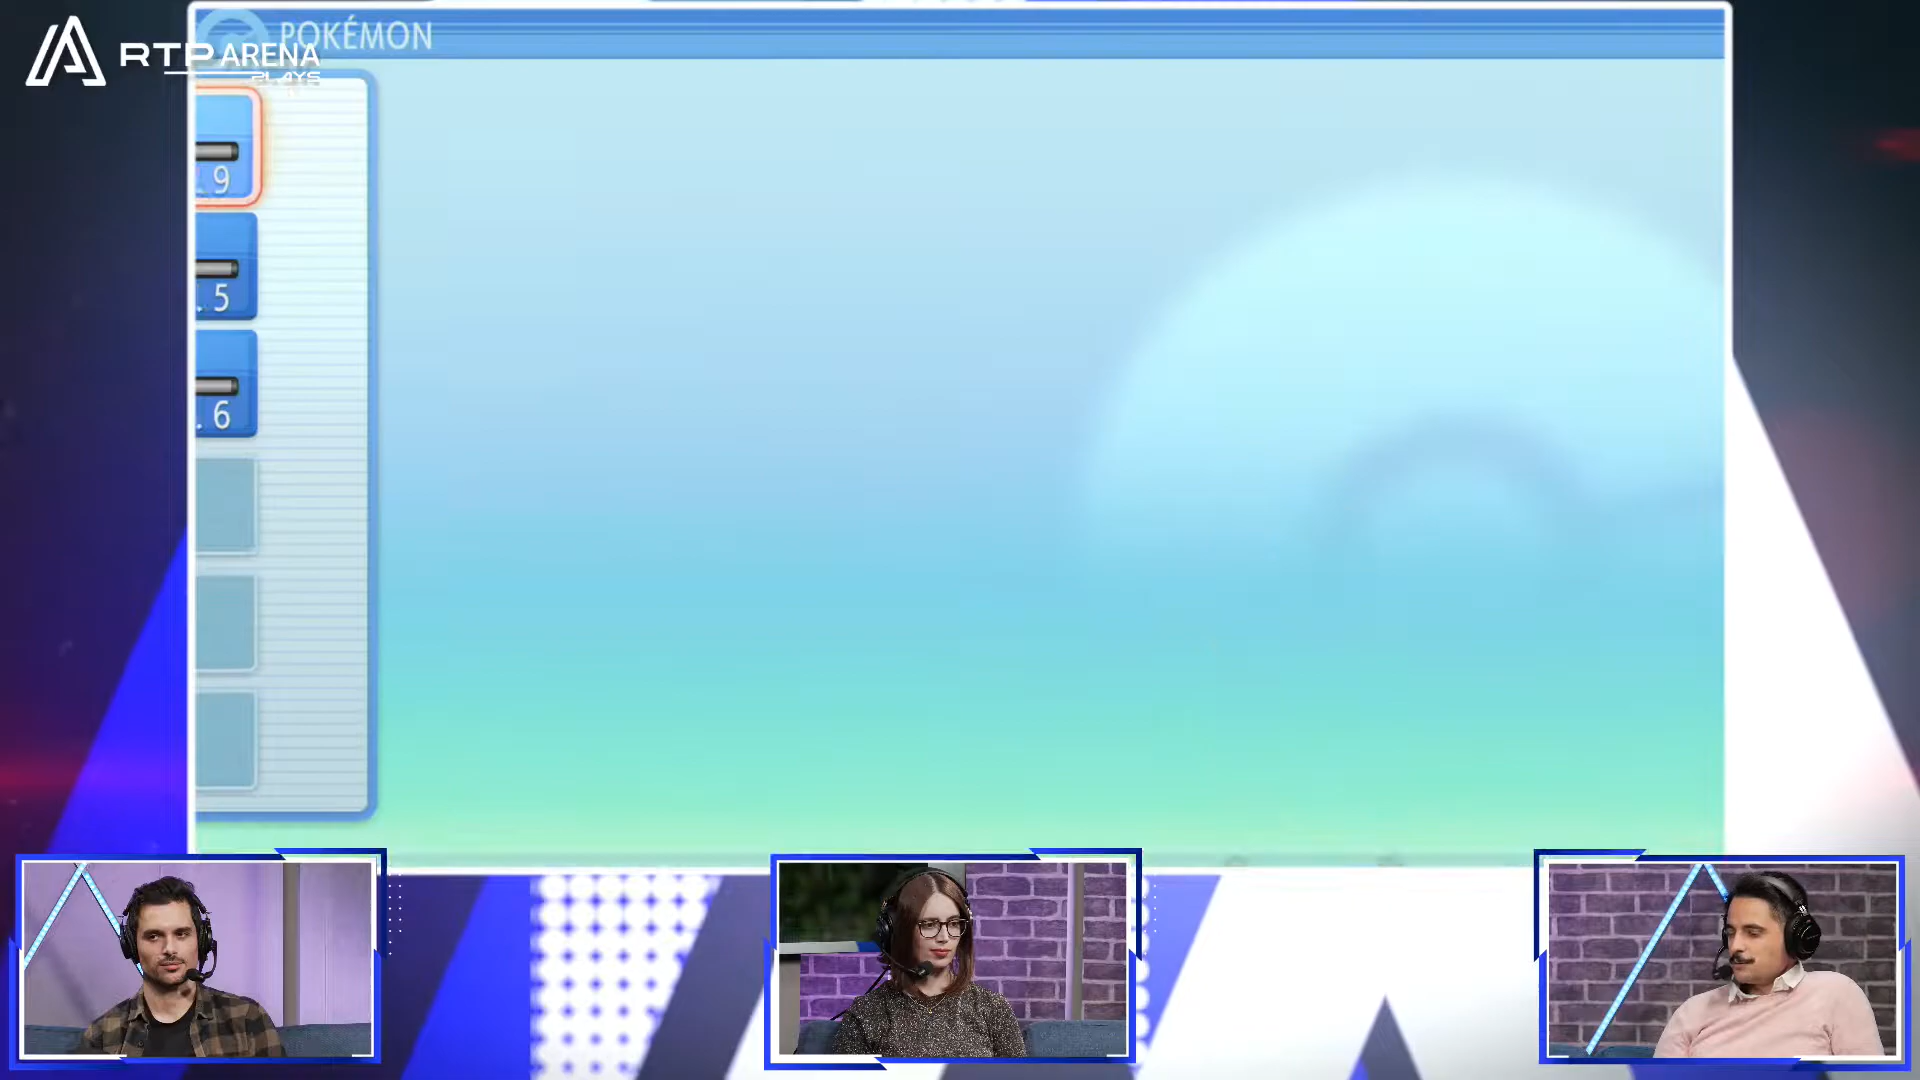 POKÉMON
RTP ARENA
PLAYS
. 9
. 5
. 6